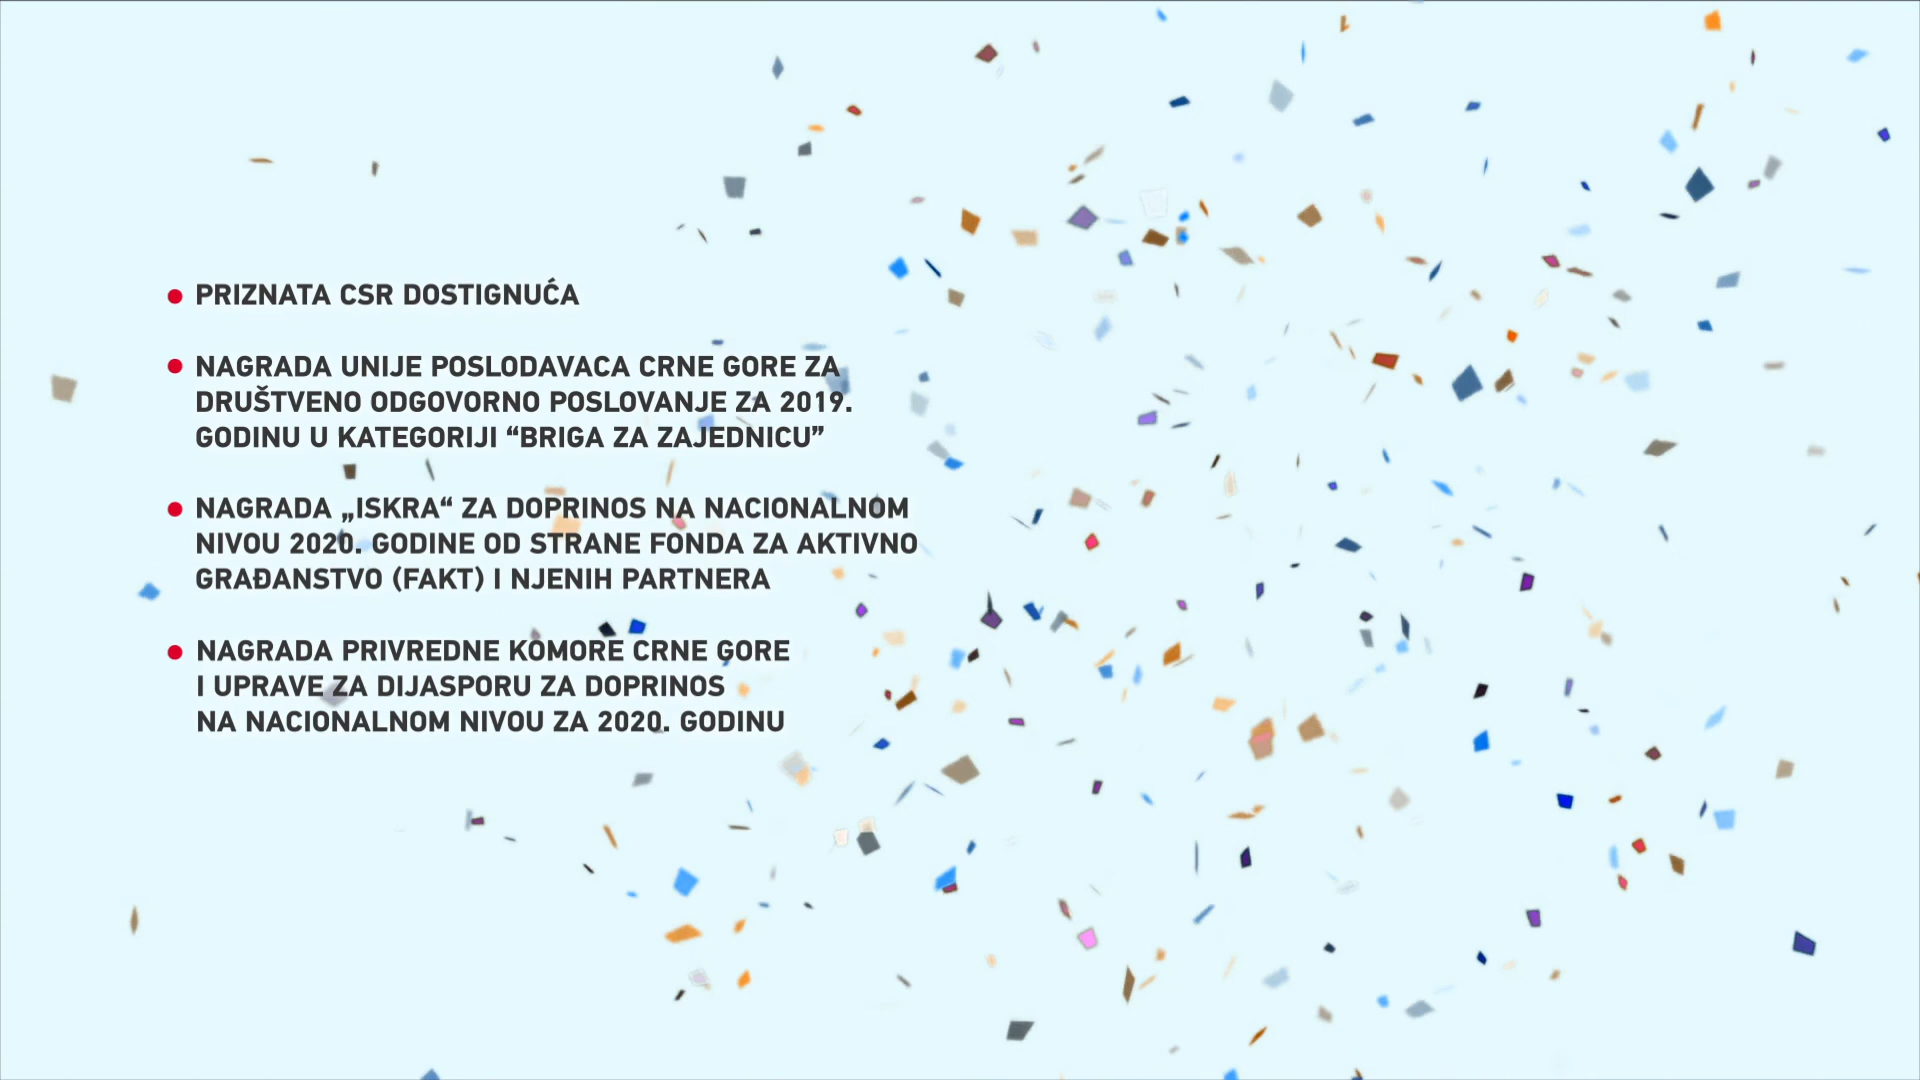 PRIZNATA CSR DOSTIGNUĆA
NAGRADA UNIJE POSLODAVACA CRNE GORE ZA
DRUŠTVENO ODGOVORNO POSLOVANJE ZA 2019.
GODINU U KATEGORIJI “BRIGA ZA ZAJEDNICU”
NAGRADA „ISKRA“ ZA DOPRINOS NA NACIONALNOM
NIVOU 2020. GODINE OD STRANE FONDA ZA AKTIVNO
GRAĐANSTVO (FAKT) I NJENIH PARTNERA
NAGRADA PRIVREDNE KOMORE CRNE GORE
I UPRAVE ZA DIJASPORU ZA DOPRINOS
NA NACIONALNOM NIVOU ZA 2020. GODINU